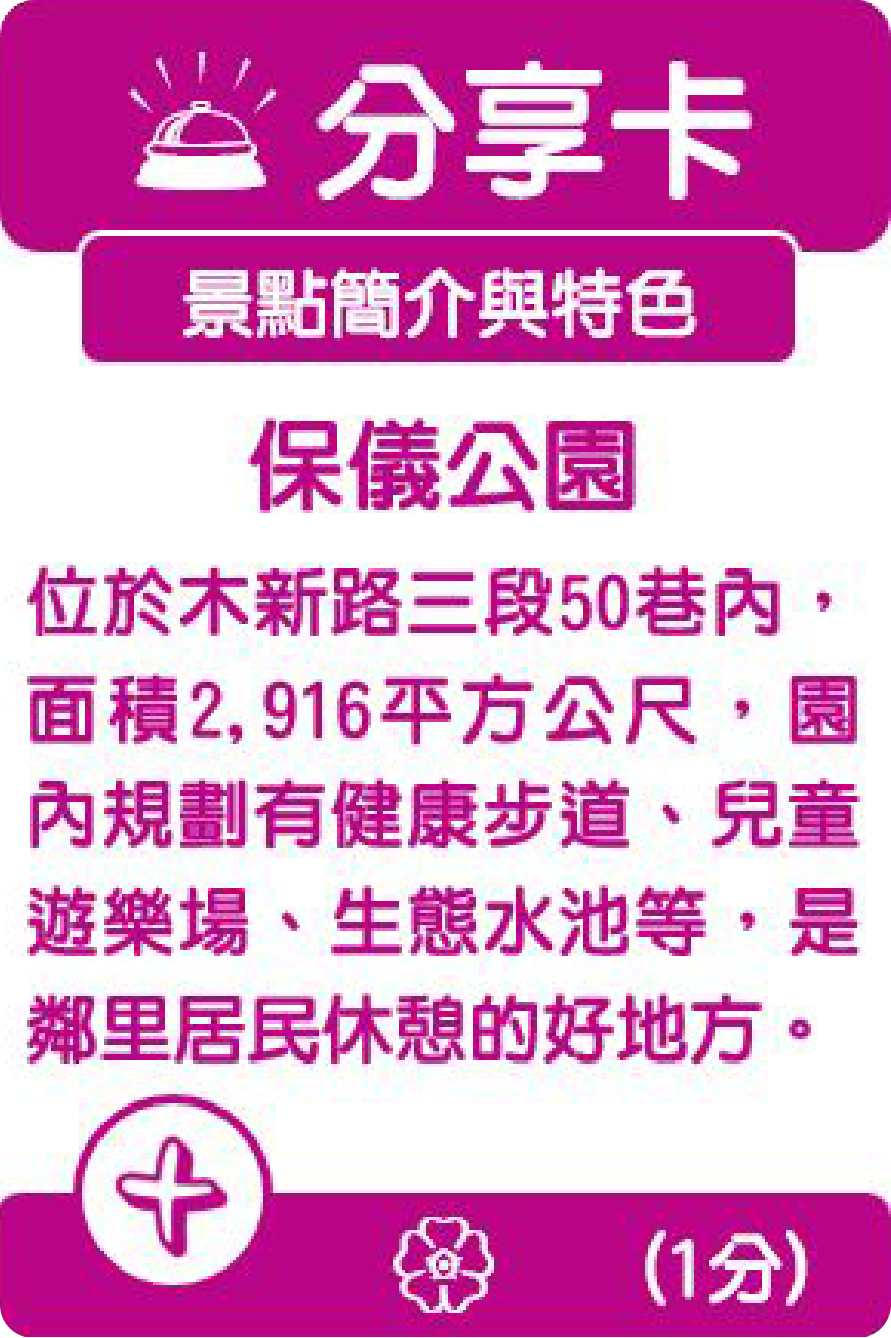 分享卡
景點簡介與特色
保儀公園
位於木新路三段50巷內，
面積2,916平方公尺，園
內規劃有健康步道、兒童
遊樂場、生態水池等，是
鄰里居民休憩的好地方。
(1分)